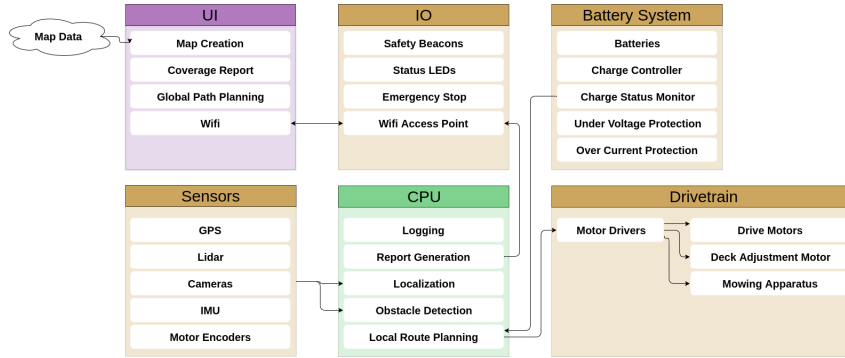 Map Data
UI
Map Creation
Coverage Report
Global Path Planning
Wifi
IO
Safety Beacons
Status LEDs
Emergency Stop
Wifi Access Point
Battery System
Batteries
Charge Controller
Charge Status Monitor
Under Voltage Protection
Over Current Protection
Sensors
GPS
Lidar
Cameras
IMU
Motor Encoders
CPU
Logging
Report Generation
Localization
Obstacle Detection
Local Route Planning
Drivetrain
Motor Drivers
Drive Motors
Deck Adjustment Motor
Mowing Apparatus